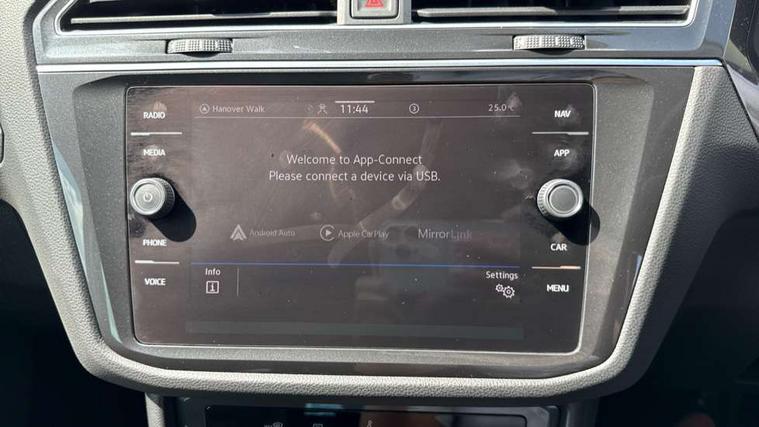 RADIO
Hanover Walk
11:44
3
25.0
NAV
MEDIA
APP
Welcome to App-Connect
Please connect a device via USB.
Android Auto
Apple CarPlay
MirrorLink
PHONE
CAR
VOICE
Info
Settings
MENU